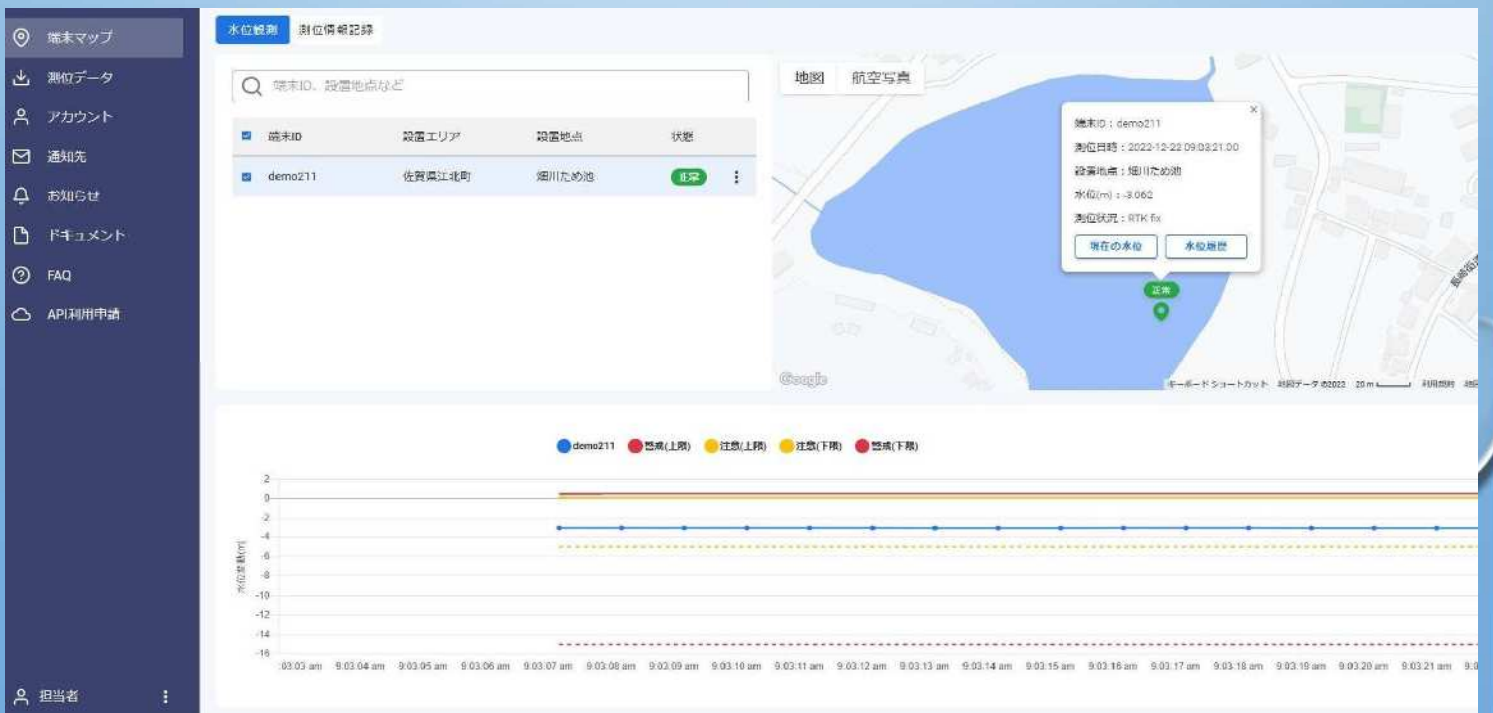 端末マップ
測位データ
アカウント
通知先
お知らせ
ドキュメント
FAQ
API利用申請
担当者
水位観測 測位情報記録
端末ID、設置地点など
端末ID 設置エリア 設置地点 状態
demo211 佐賀県江北町 畑川ため池 正常
地図 航空写真
端末ID：demo211
測位日時：2022-12-22 09:03:21.00
設置地点：畑川ため池
水位(m)：-3.062
測位状況：RTK fix
現在の水位 水位履歴
正常
長崎街道
Google
キーボード ショートカット 地図データ ©2022 20 m 利用規約
demo211 警戒(上限) 注意(上限) 注意(下限) 警戒(下限)
水位変動(m)
2
0
-2
-4
-6
-8
-10
-12
-14
-16
:03:03 am 9:03:04 am 9:03:05 am 9:03:06 am 9:03:07 am 9:03:08 am 9:03:09 am 9:03:10 am 9:03:11 am 9:03:12 am 9:03:13 am 9:03:14 am 9:03:15 am 9:03:16 am 9:03:17 am 9:03:18 am 9:03:19 am 9:03:20 am 9:03:21 am